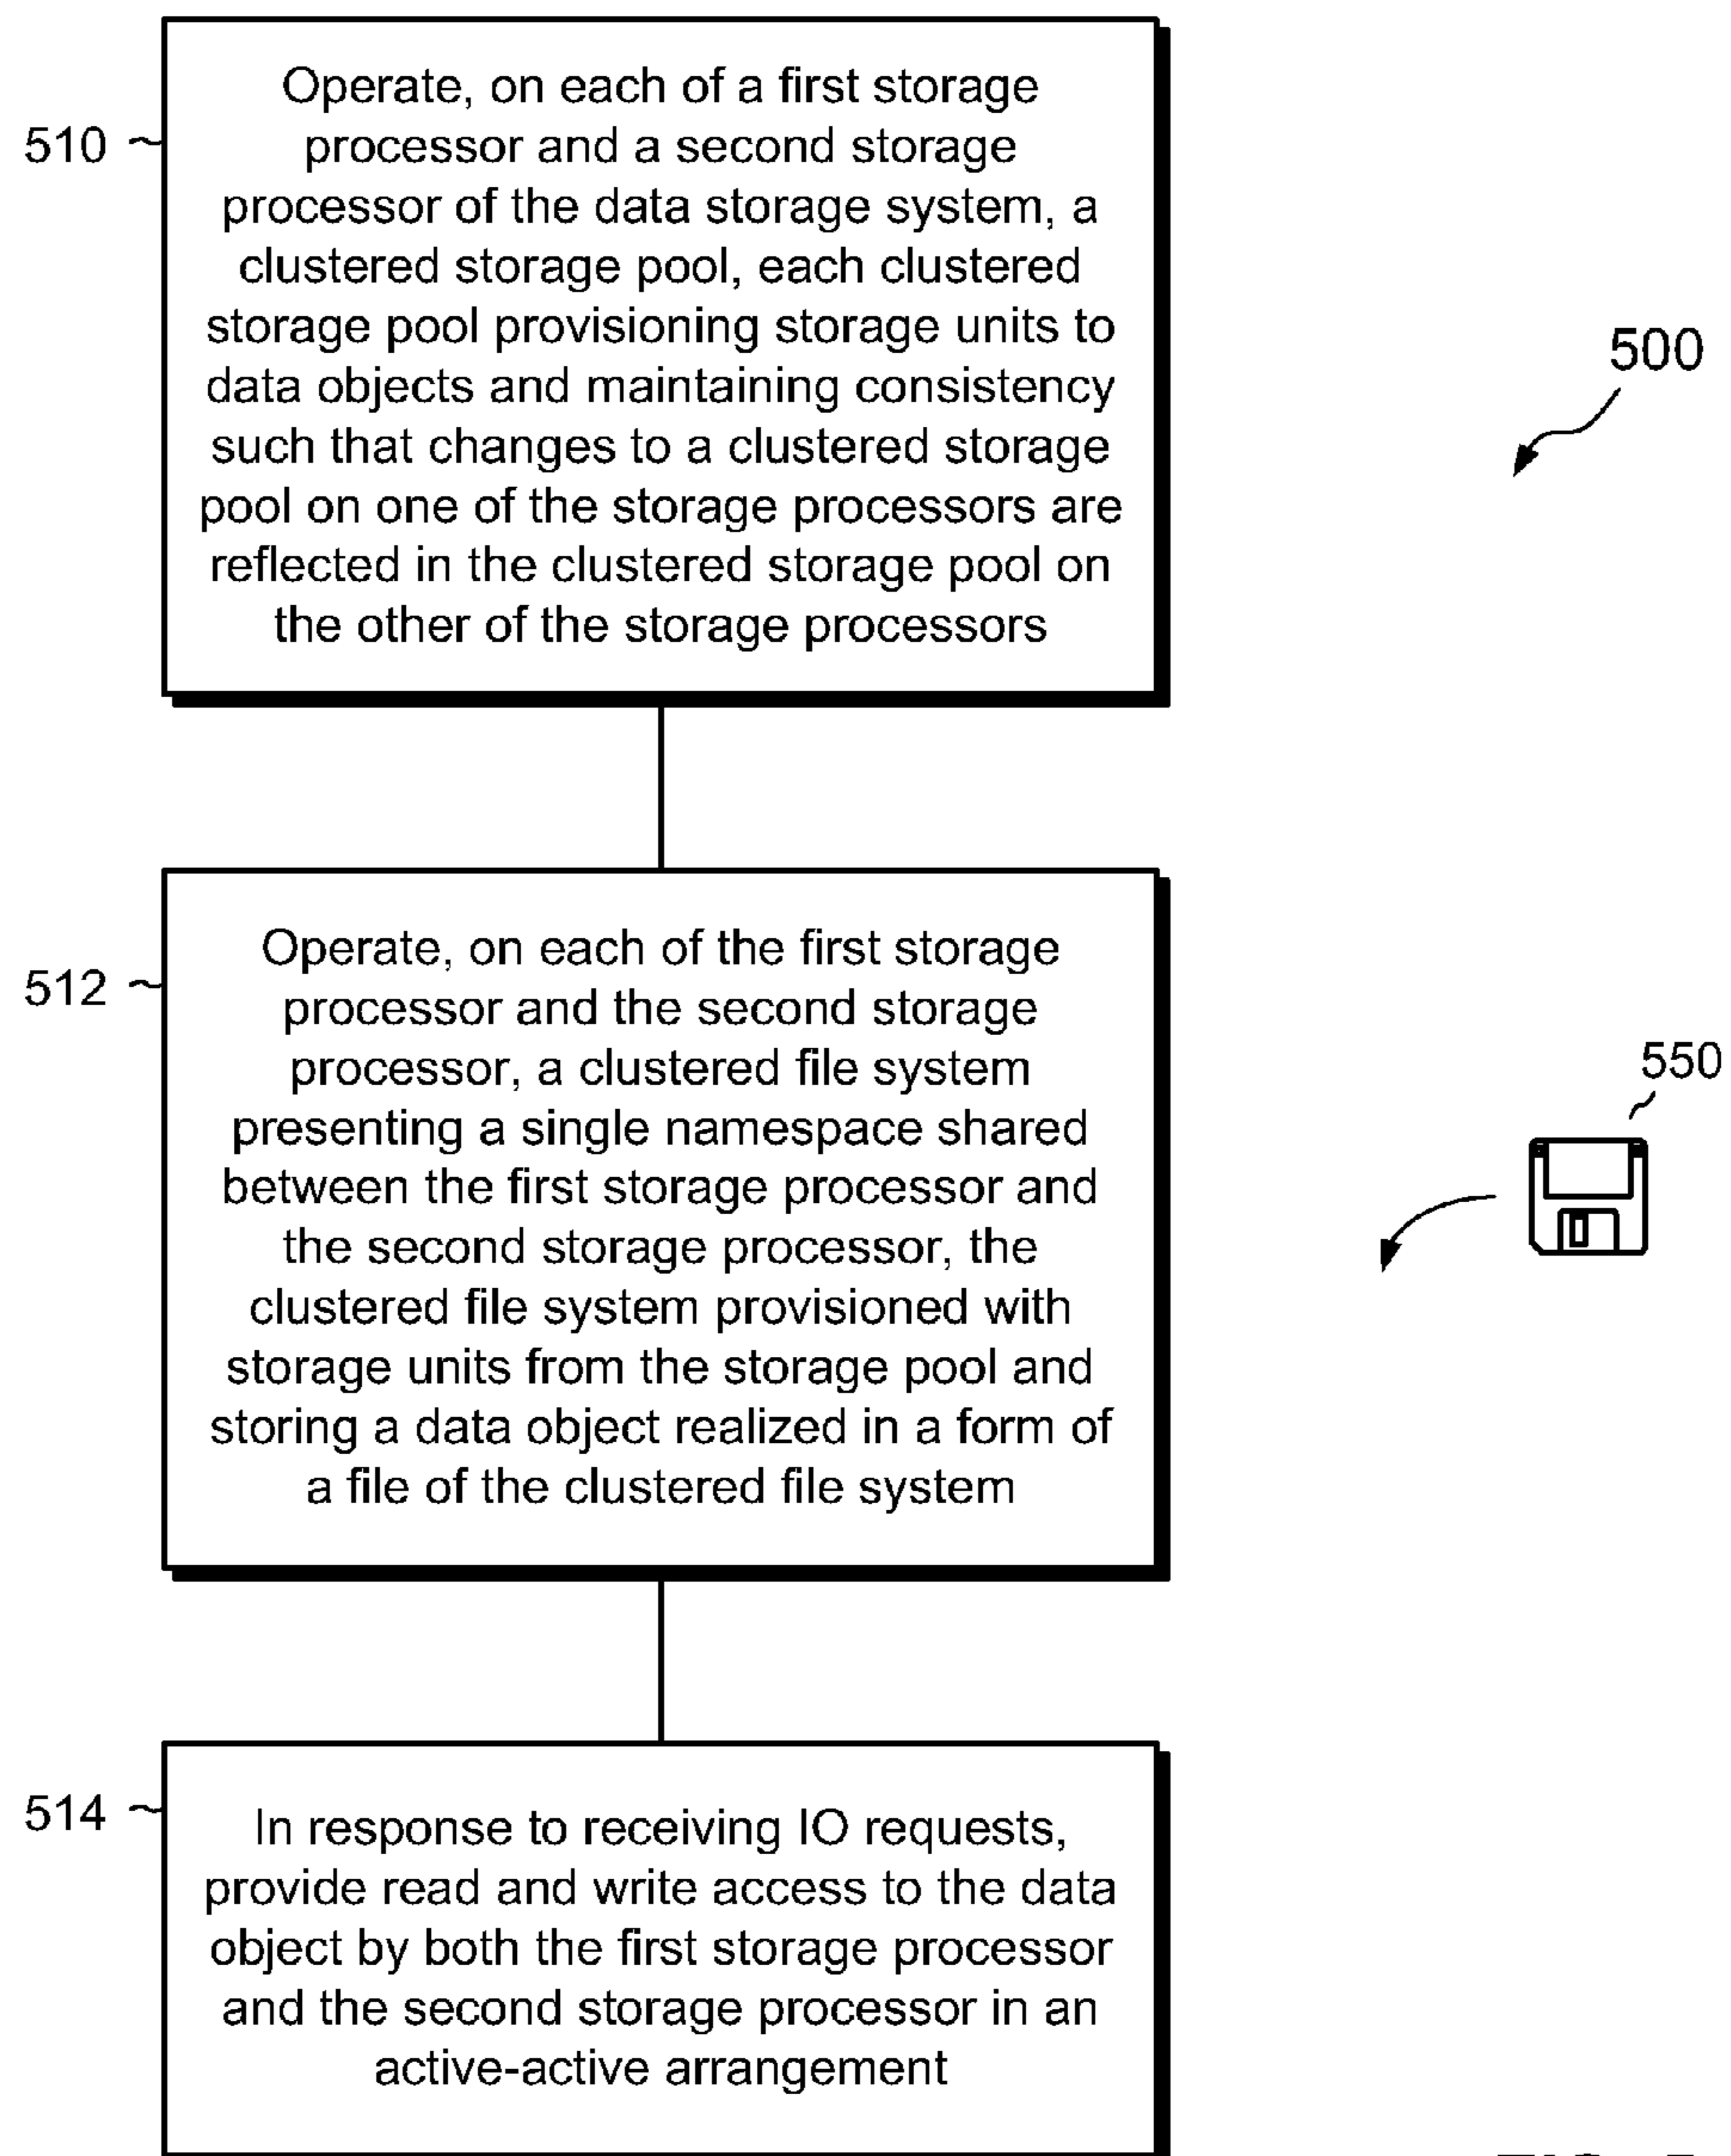 510
Operate, on each of a first storage
processor and a second storage
processor of the data storage system, a
clustered storage pool, each clustered
storage pool provisioning storage units to
data objects and maintaining consistency
such that changes to a clustered storage
pool on one of the storage processors are
reflected in the clustered storage pool on
the other of the storage processors
500
512
Operate, on each of the first storage
processor and the second storage
processor, a clustered file system
presenting a single namespace shared
between the first storage processor and
the second storage processor, the
clustered file system provisioned with
storage units from the storage pool and
storing a data object realized in a form of
a file of the clustered file system
550
514
In response to receiving IO requests,
provide read and write access to the data
object by both the first storage processor
and the second storage processor in an
active-active arrangement